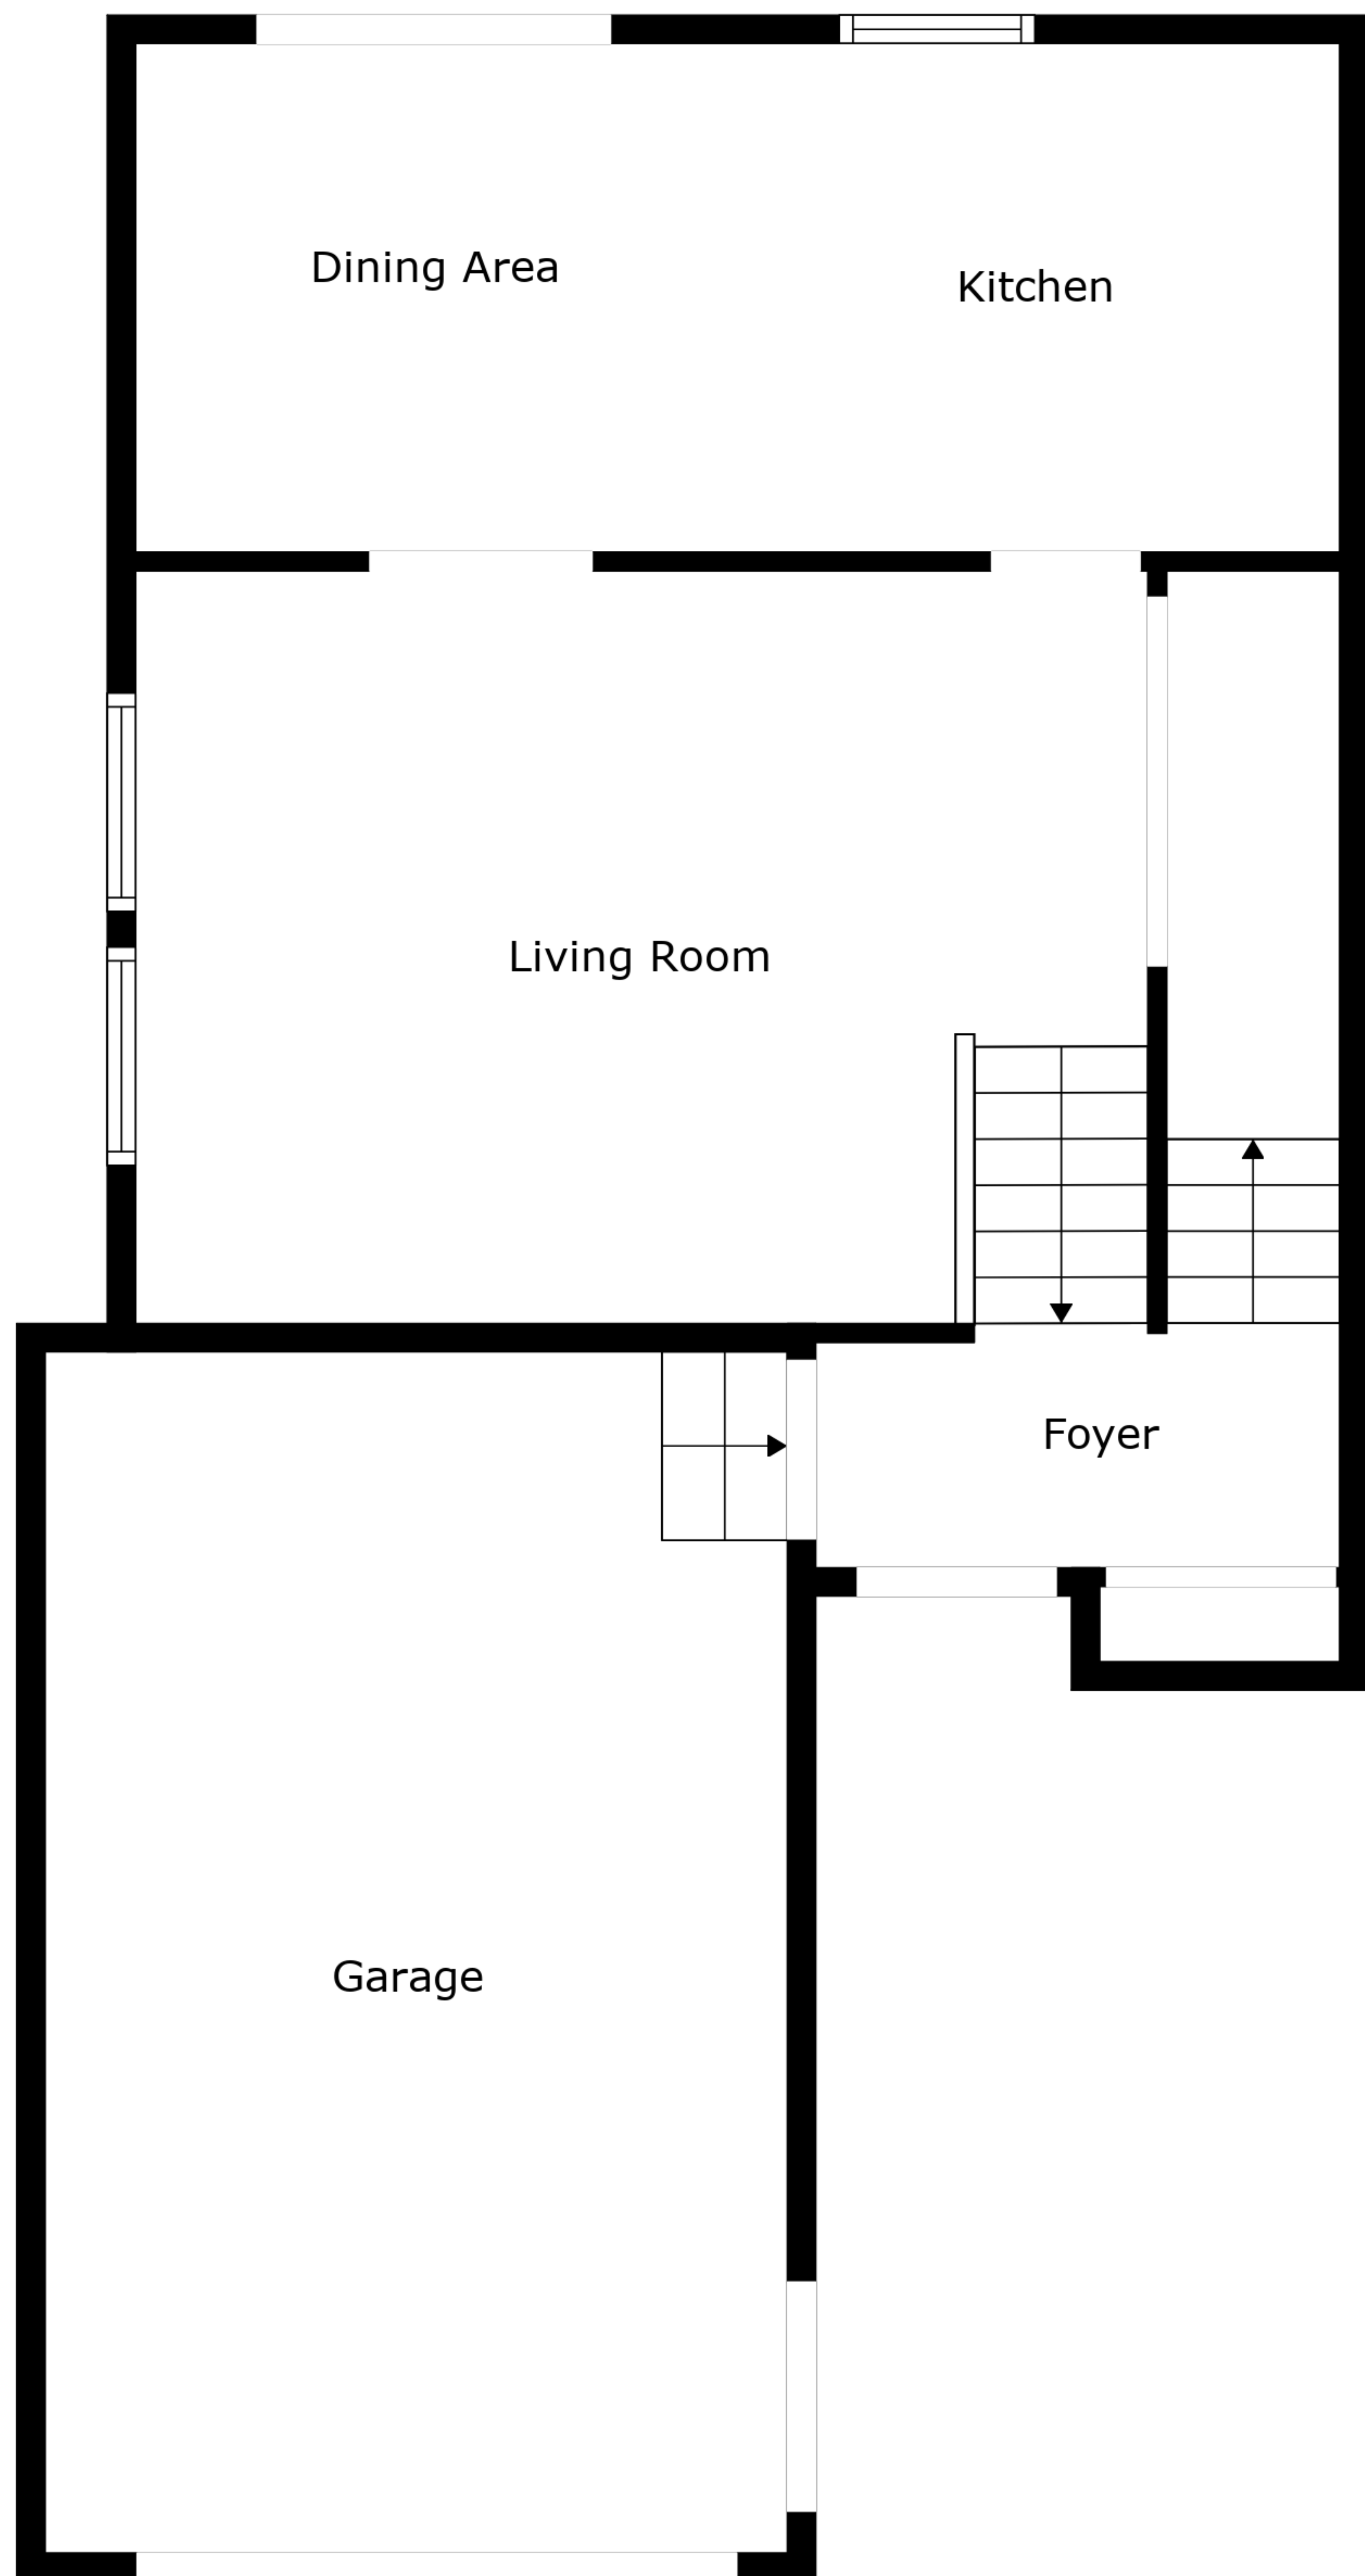 Dining Area
Kitchen
Living Room
Foyer
Garage